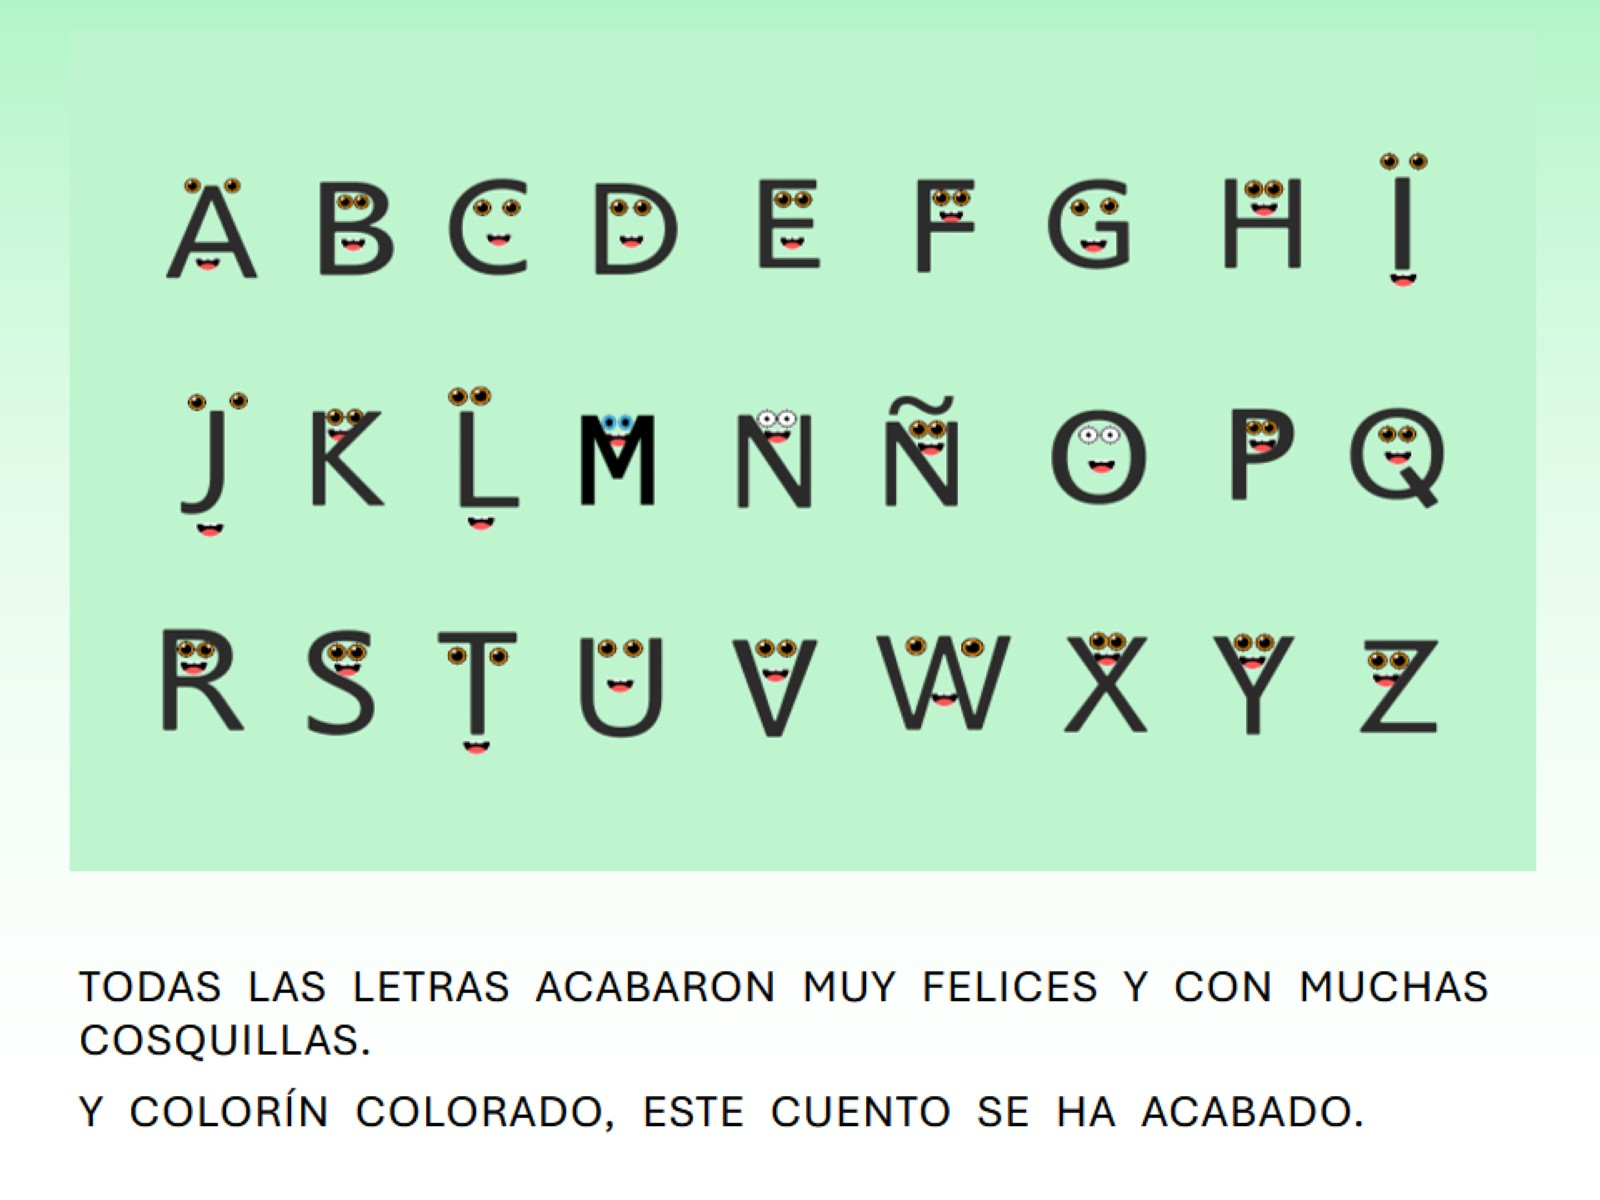 A B C D E F G H I
J K L M N Ñ O P Q
R S T U V W X Y Z
TODAS LAS LETRAS ACABARON MUY FELICES Y CON MUCHAS
COSQUILLAS.
Y COLORÍN COLORADO, ESTE CUENTO SE HA ACABADO.